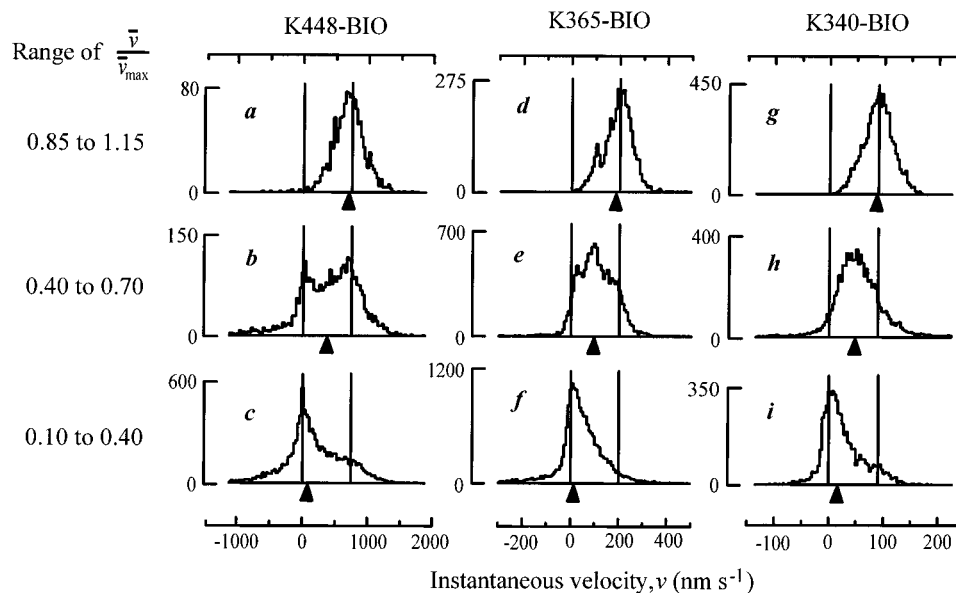 K448-BIO K365-BIO K340-BIO
Range of v̄ / v̄max
80 275 450
a d g
0.85 to 1.15
0 0 0
150 700 400
b e h
0.40 to 0.70
0 0 0
600 1200 350
c f i
0.10 to 0.40
0 0 0
-1000 0 1000 2000 -200 0 200 400 -100 0 100 200
Instantaneous velocity, v (nm s⁻¹)